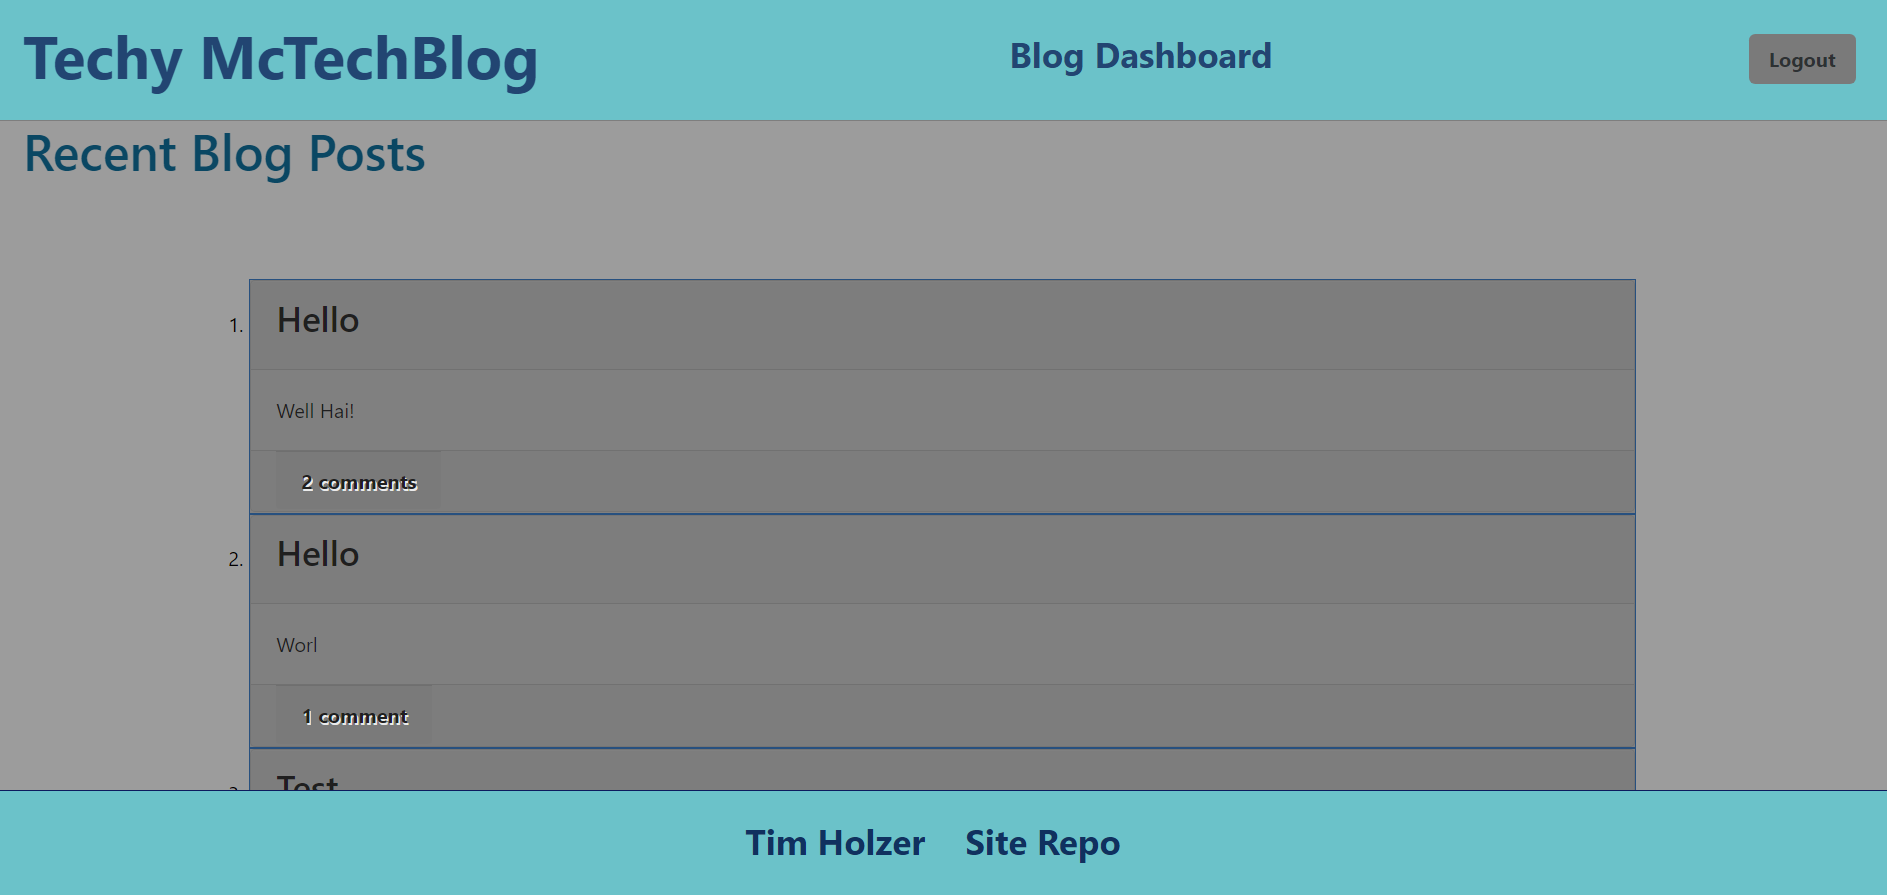 Techy McTechBlog
Blog Dashboard
Logout
Recent Blog Posts
1. Hello
Well Hai!
2 comments
2. Hello
Worl
1 comment
Test
Tim Holzer Site Repo